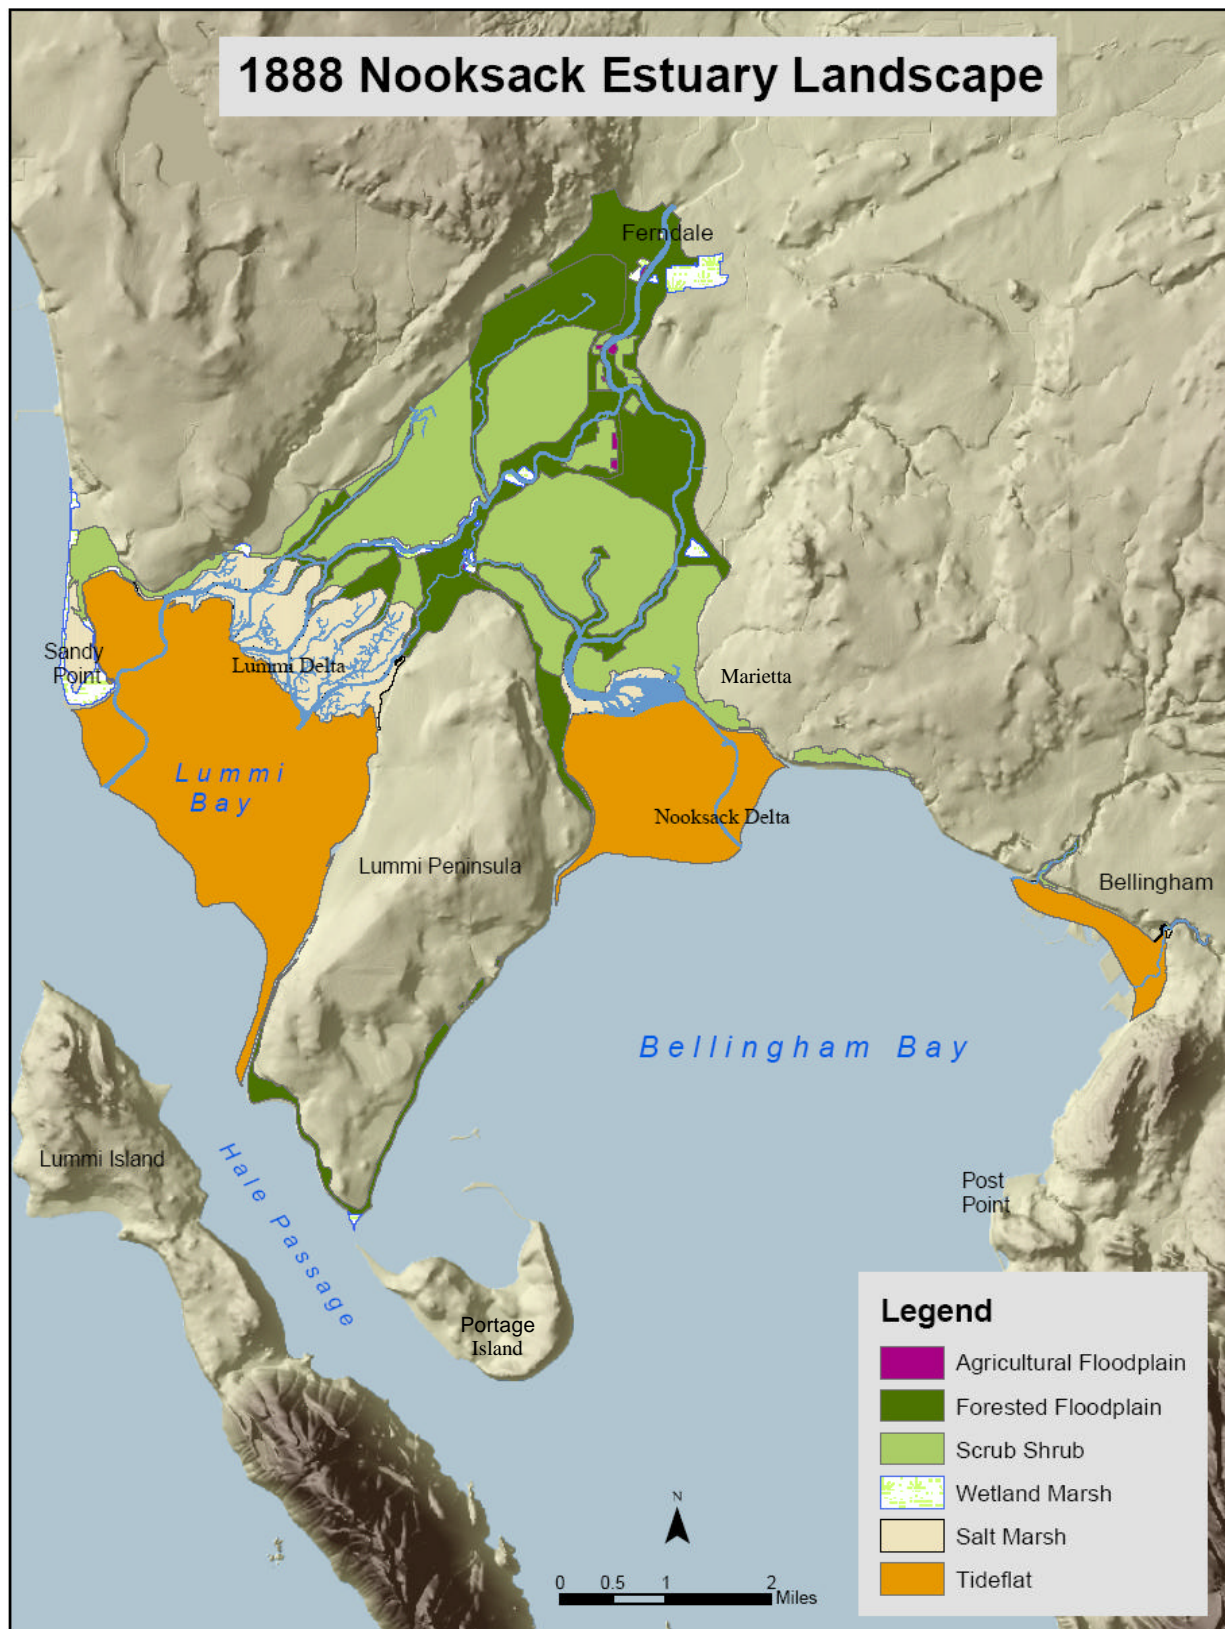 1888 Nooksack Estuary Landscape
Ferndale
Sandy
Point
Lummi Delta
Marietta
Lummi
Bay
Nooksack Delta
Lummi Peninsula
Bellingham
Bellingham Bay
Lummi Island
Hale Passage
Post
Point
Portage
Island
Legend
Agricultural Floodplain
Forested Floodplain
Scrub Shrub
Wetland Marsh
Salt Marsh
Tideflat
N
0 0.5 1 2
Miles